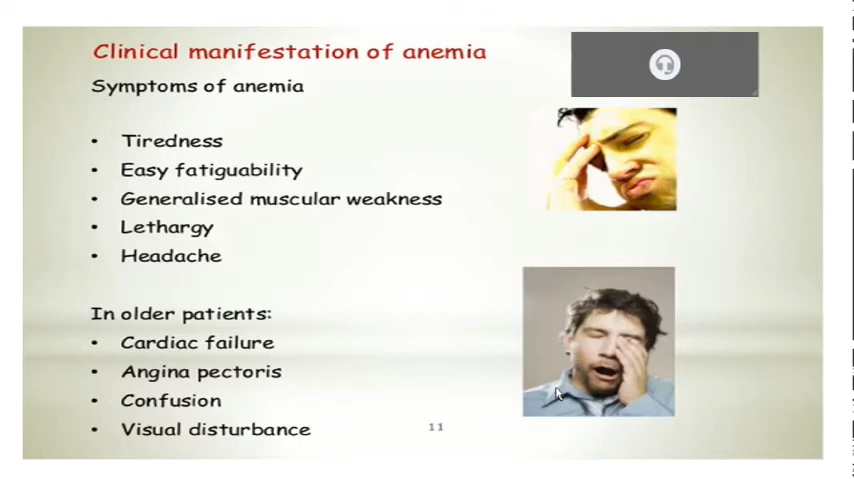 Clinical manifestation of anemia
Symptoms of anemia
• Tiredness
• Easy fatiguability
• Generalised muscular weakness
• Lethargy
• Headache
In older patients:
• Cardiac failure
• Angina pectoris
• Confusion
• Visual disturbance
11